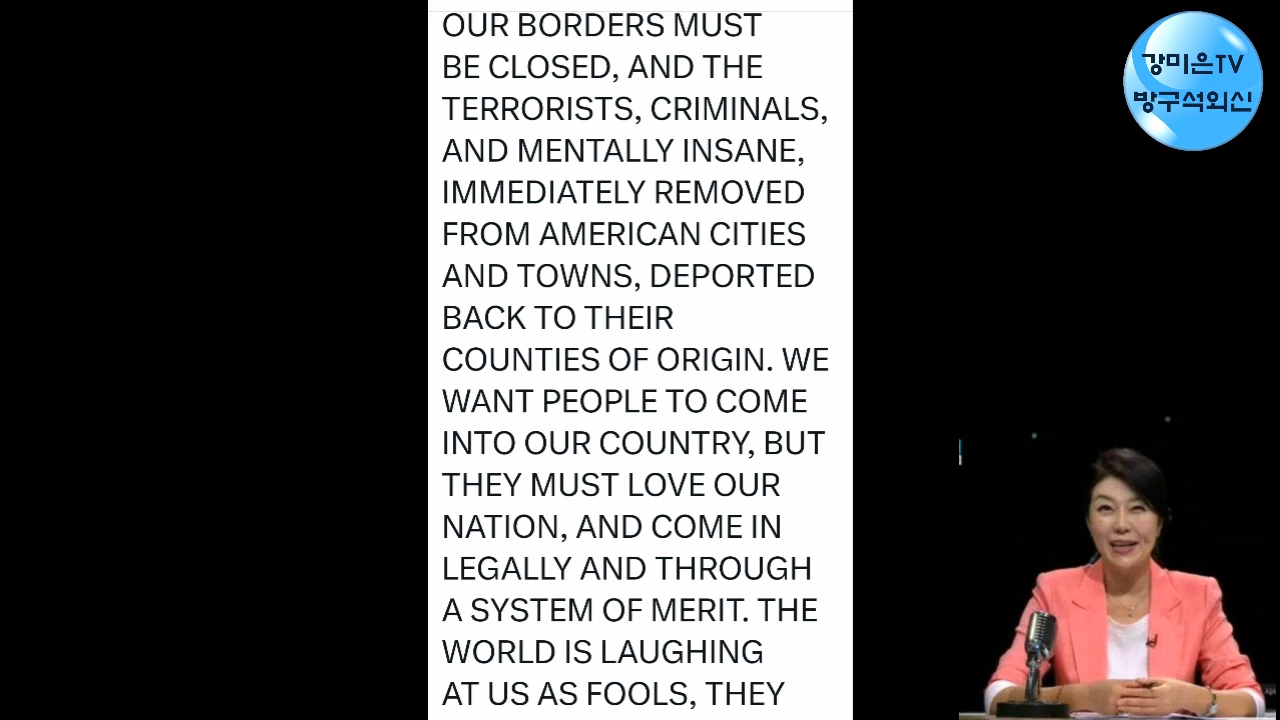 OUR BORDERS MUST
BE CLOSED, AND THE
TERRORISTS, CRIMINALS,
AND MENTALLY INSANE,
IMMEDIATELY REMOVED
FROM AMERICAN CITIES
AND TOWNS, DEPORTED
BACK TO THEIR
COUNTIES OF ORIGIN. WE
WANT PEOPLE TO COME
INTO OUR COUNTRY, BUT
THEY MUST LOVE OUR
NATION, AND COME IN
LEGALLY AND THROUGH
A SYSTEM OF MERIT. THE
WORLD IS LAUGHING
AT US AS FOOLS, THEY
강미은TV
방구석외신